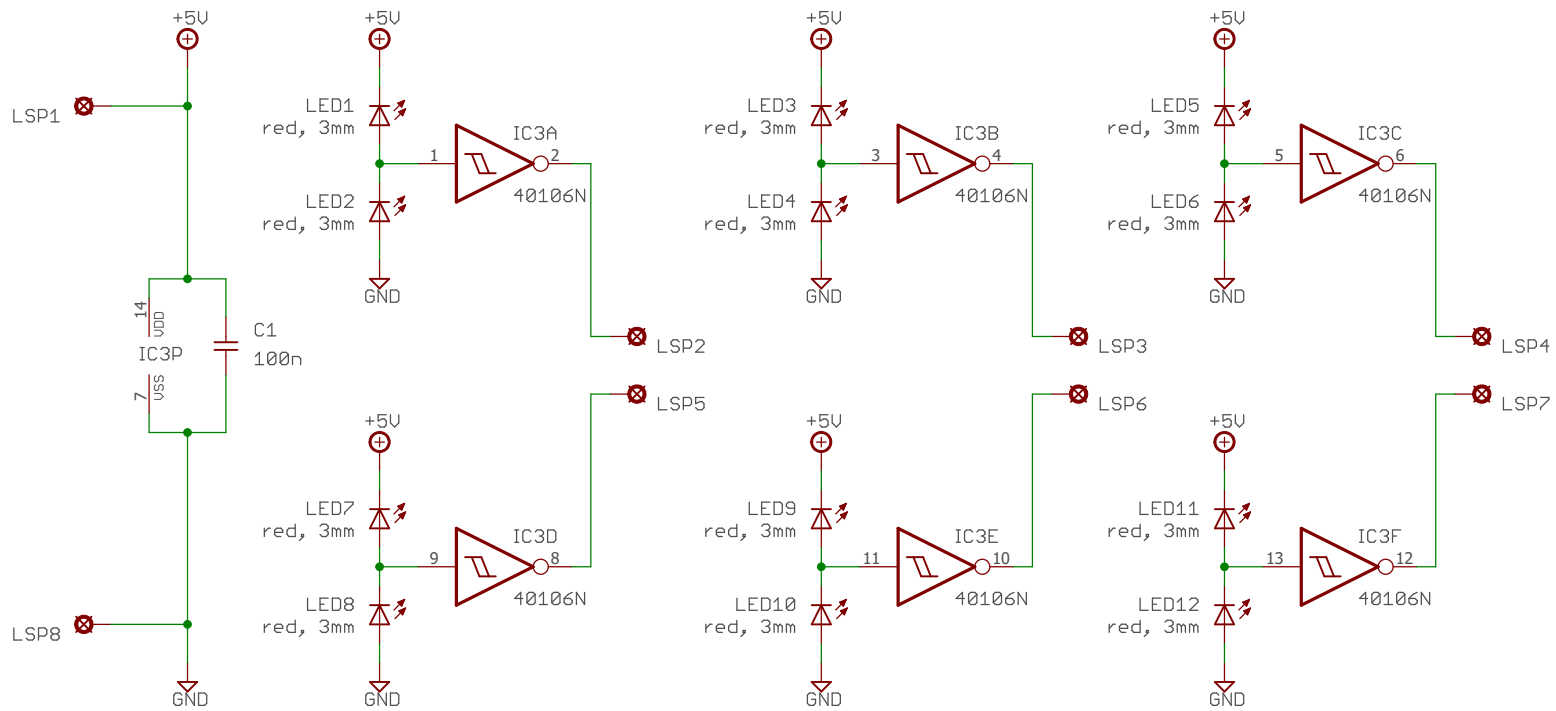 +5V
LSP1
14
VDD
IC3P
7
VSS
C1
100n
LSP8
GND
+5V
LED1
red, 3mm
LED2
red, 3mm
GND
1
IC3A
2
40106N
LSP2
+5V
LED3
red, 3mm
LED4
red, 3mm
GND
3
IC3B
4
40106N
LSP3
+5V
LED5
red, 3mm
LED6
red, 3mm
GND
5
IC3C
6
40106N
LSP4
+5V
LED7
red, 3mm
LED8
red, 3mm
GND
9
IC3D
8
40106N
LSP5
+5V
LED9
red, 3mm
LED10
red, 3mm
GND
11
IC3E
10
40106N
LSP6
+5V
LED11
red, 3mm
LED12
red, 3mm
GND
13
IC3F
12
40106N
LSP7